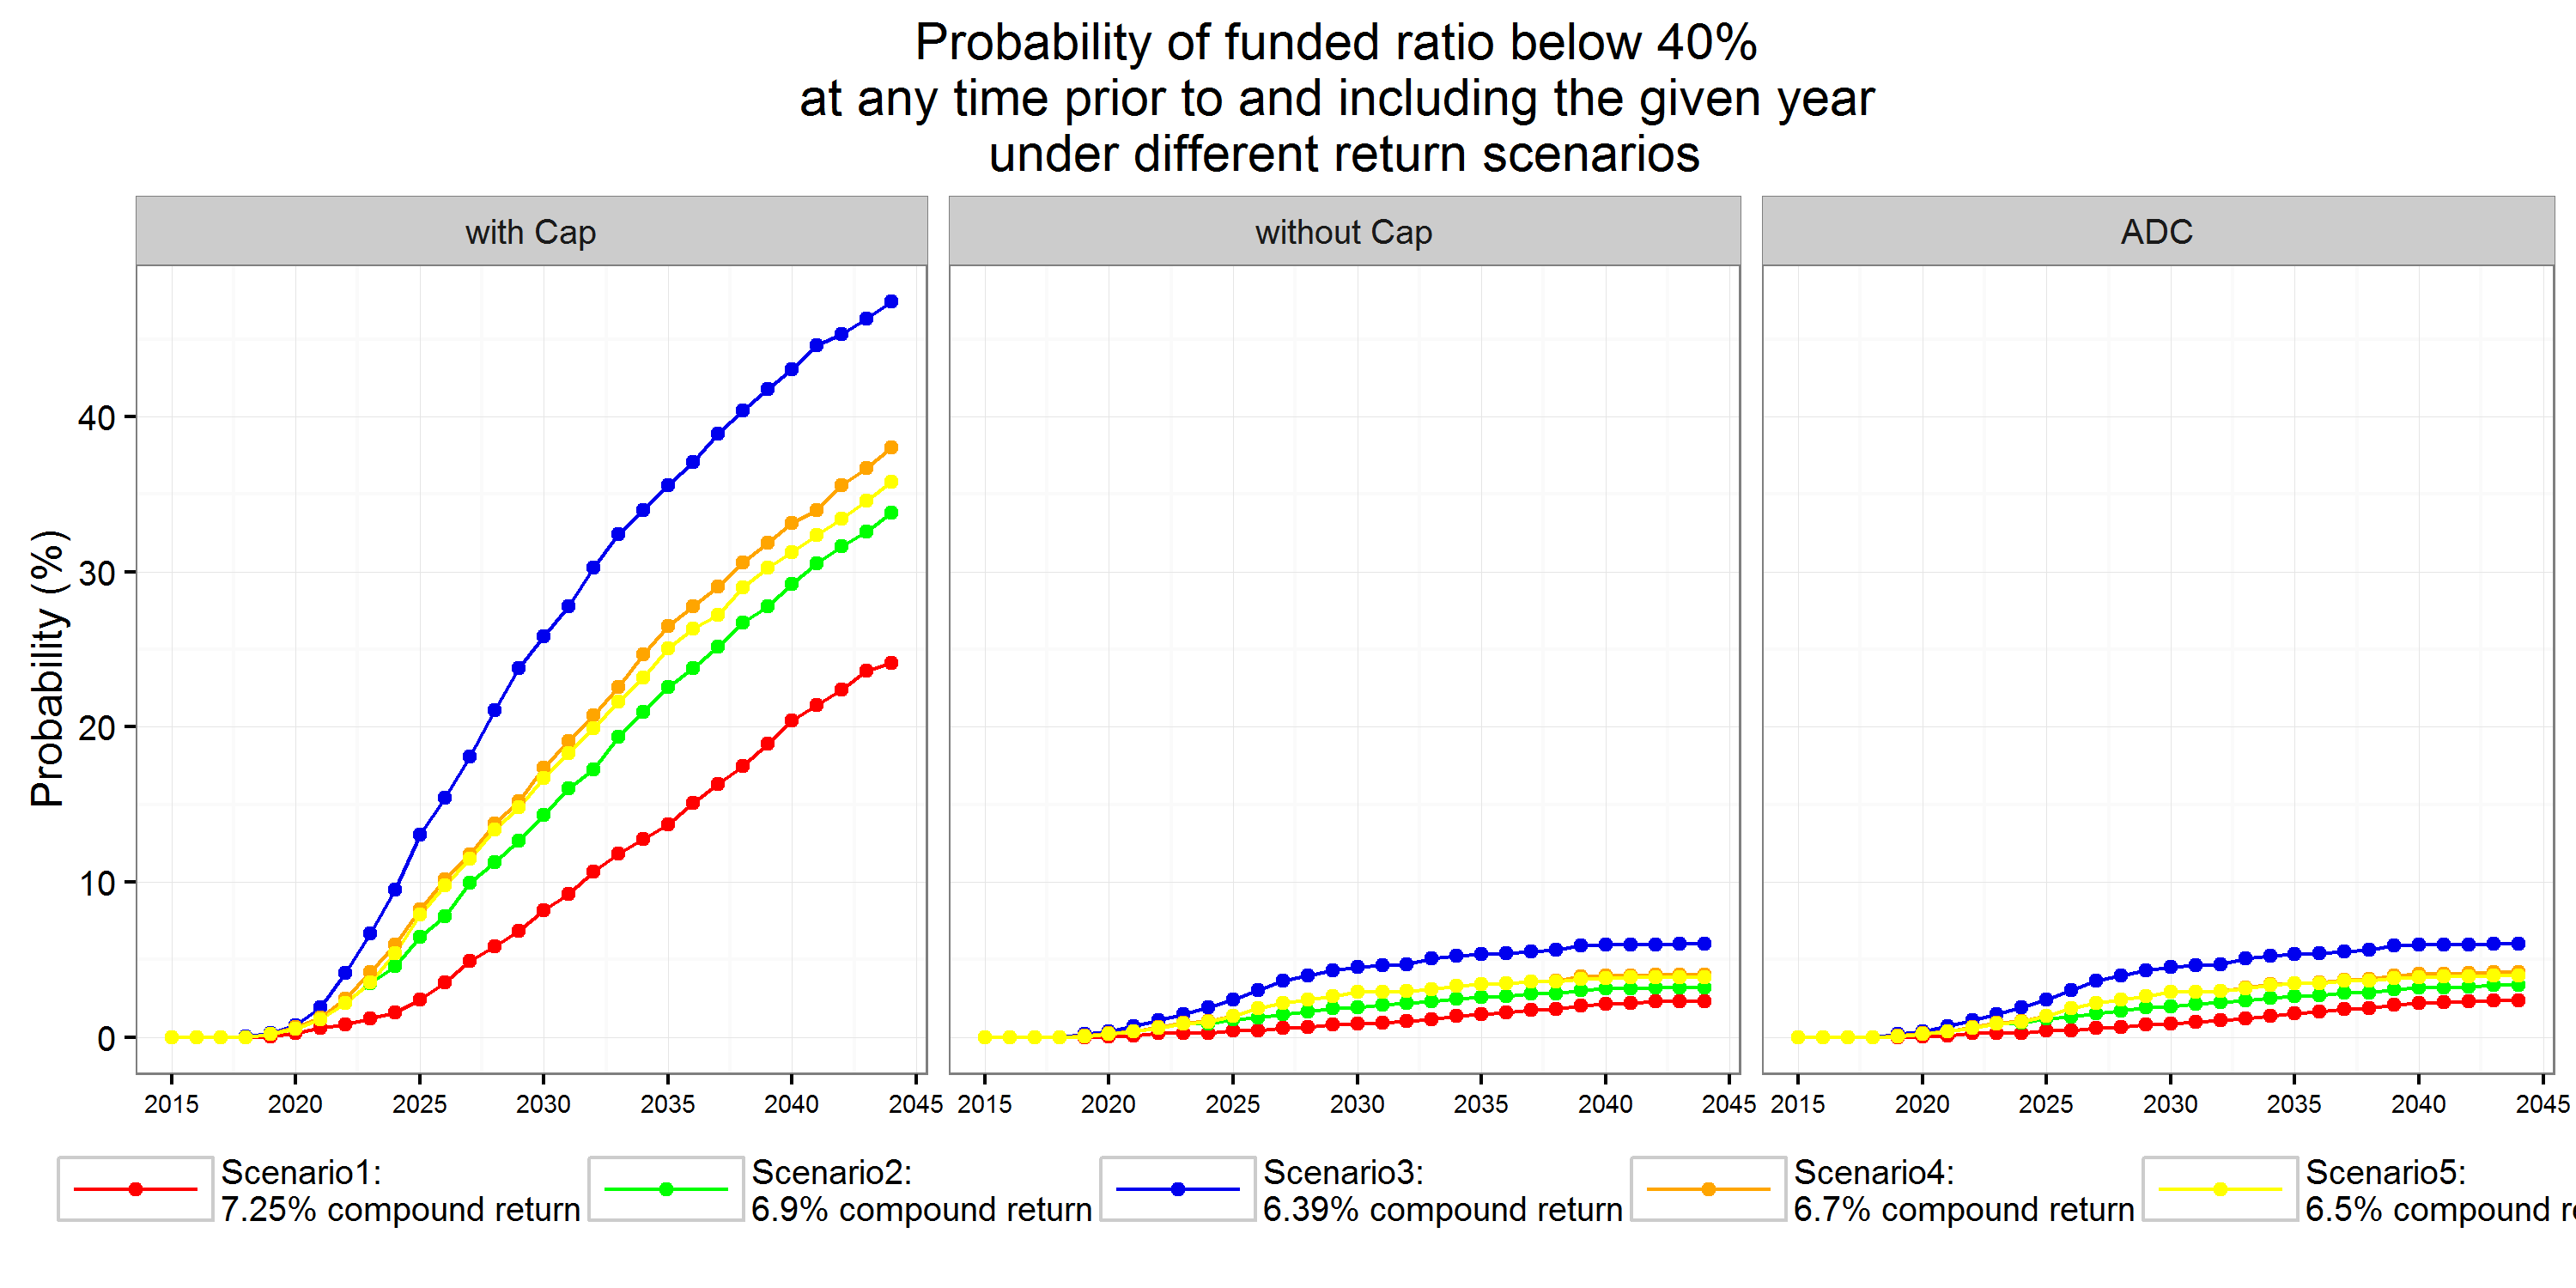 Probability of funded ratio below 40%
at any time prior to and including the given year
under different return scenarios
with Cap
without Cap
ADC
Probability (%)
40
30
20
10
0
2015 2020 2025 2030 2035 2040 2045
2015 2020 2025 2030 2035 2040 2045
2015 2020 2025 2030 2035 2040 2045
Scenario1:
7.25% compound return
Scenario2:
6.9% compound return
Scenario3:
6.39% compound return
Scenario4:
6.7% compound return
Scenario5:
6.5% compound